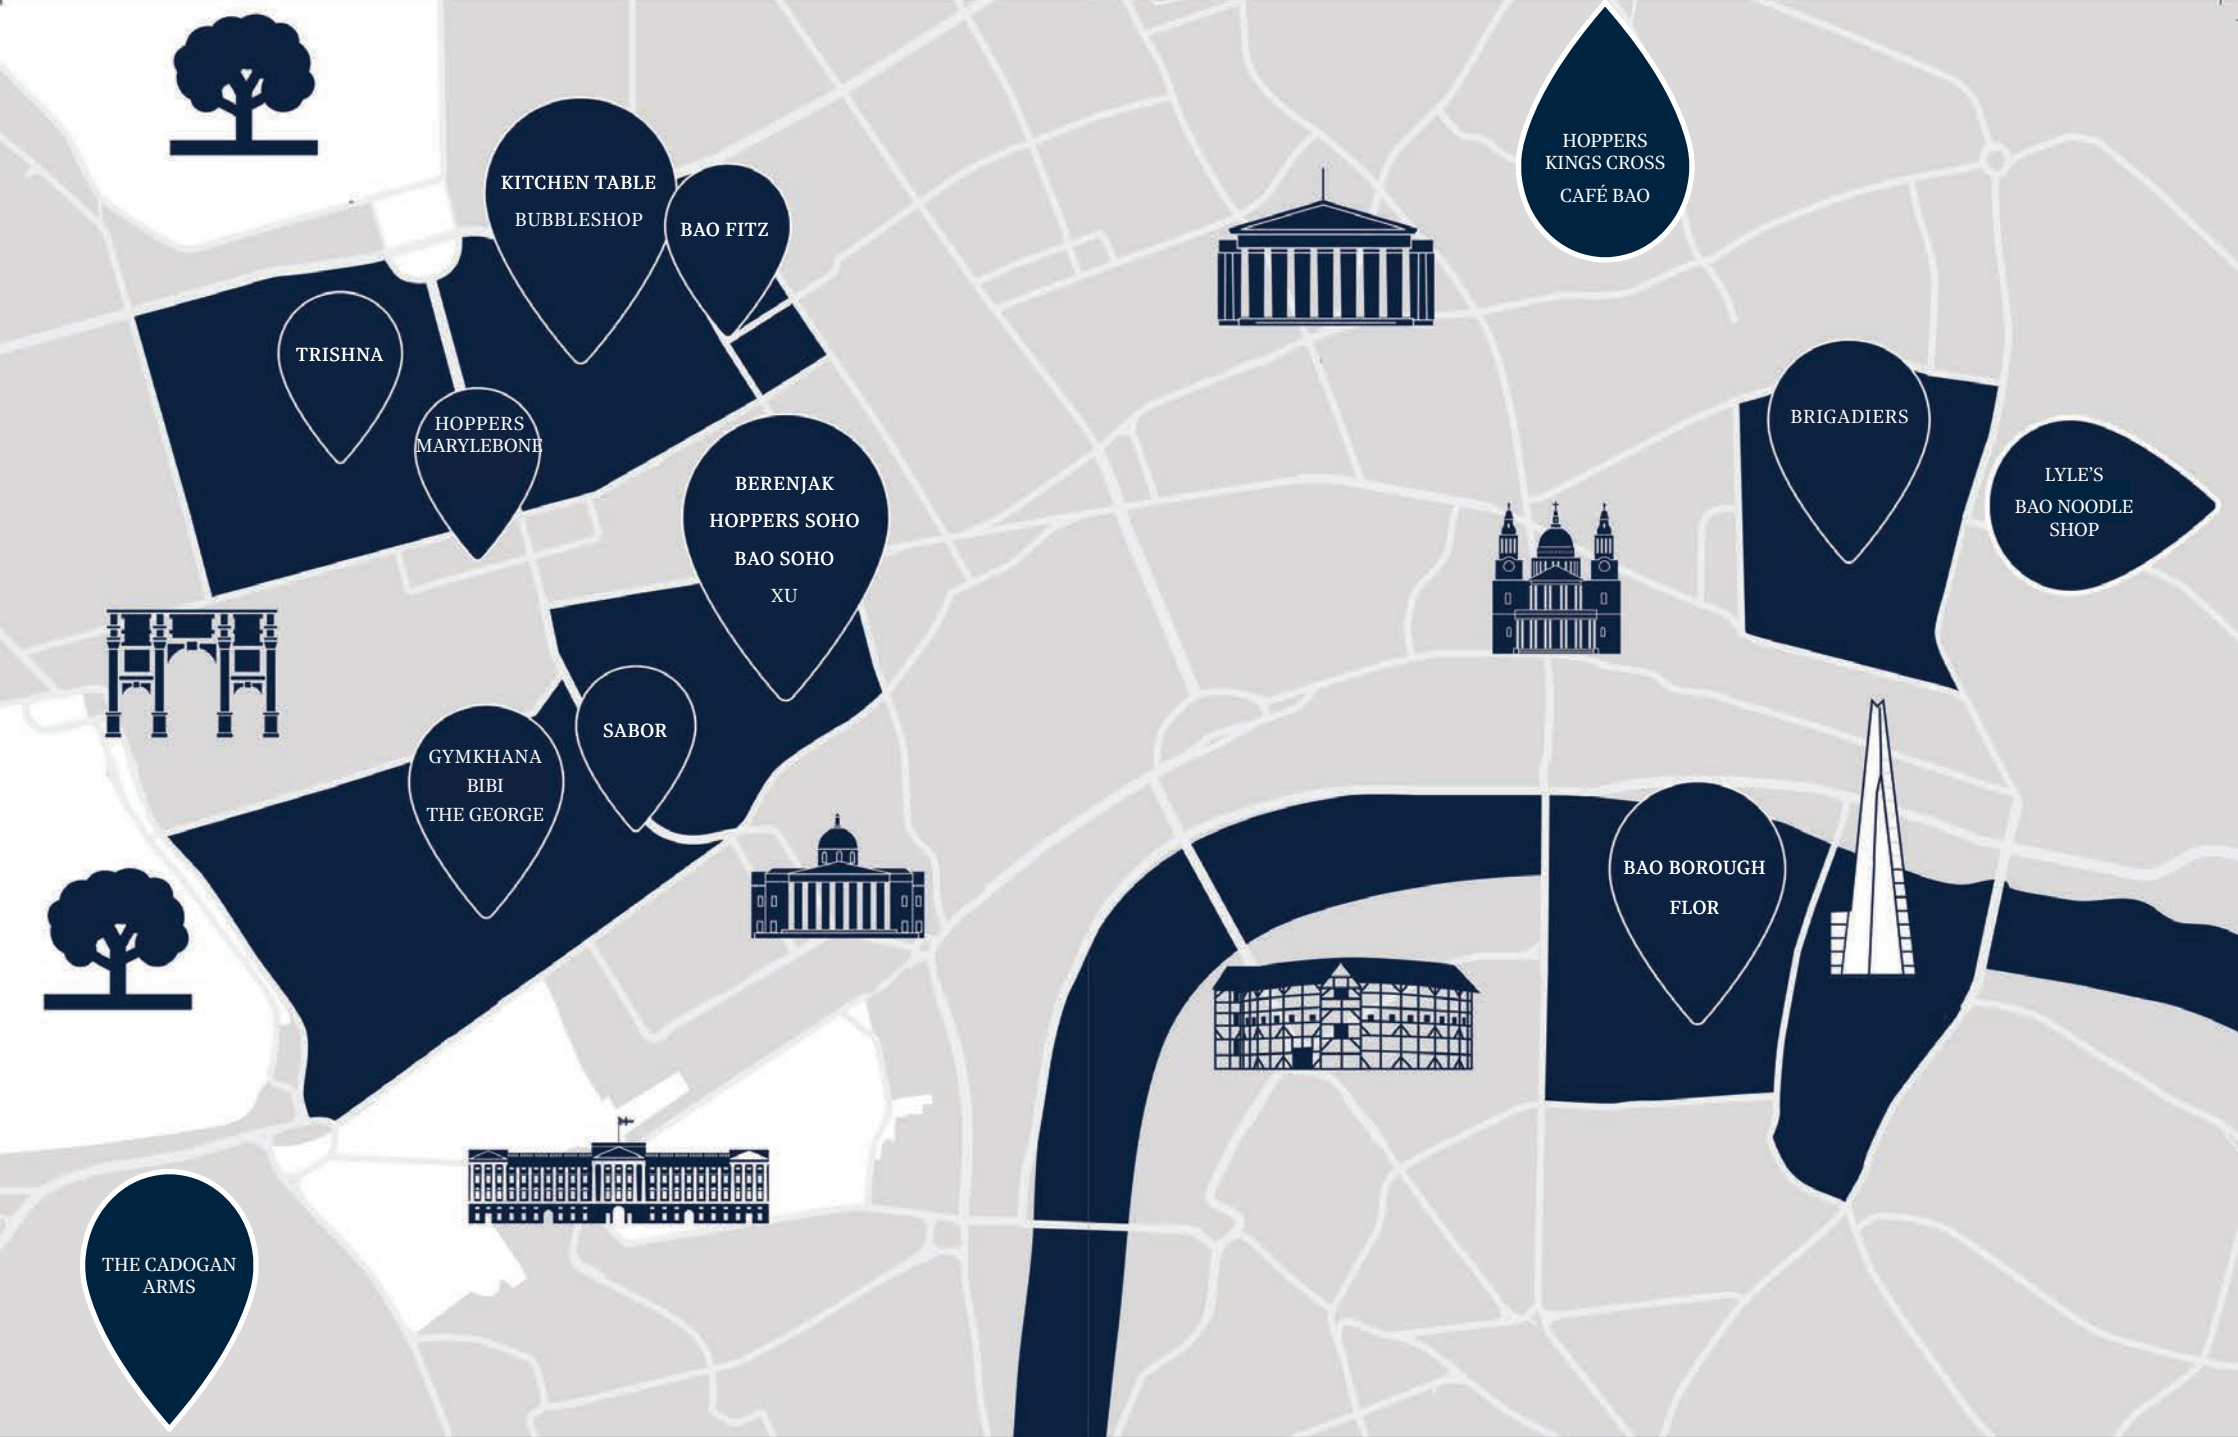 HOPPERS
KINGS CROSS
CAFÉ BAO
KITCHEN TABLE
BUBBLESHOP
BAO FITZ
TRISHNA
HOPPERS
MARYLEBONE
BRIGADIERS
BERENJAK
HOPPERS SOHO
BAO SOHO
XU
LYLE’S
BAO NOODLE
SHOP
SABOR
GYMKHANA
BIBI
THE GEORGE
BAO BOROUGH
FLOR
THE CADOGAN
ARMS